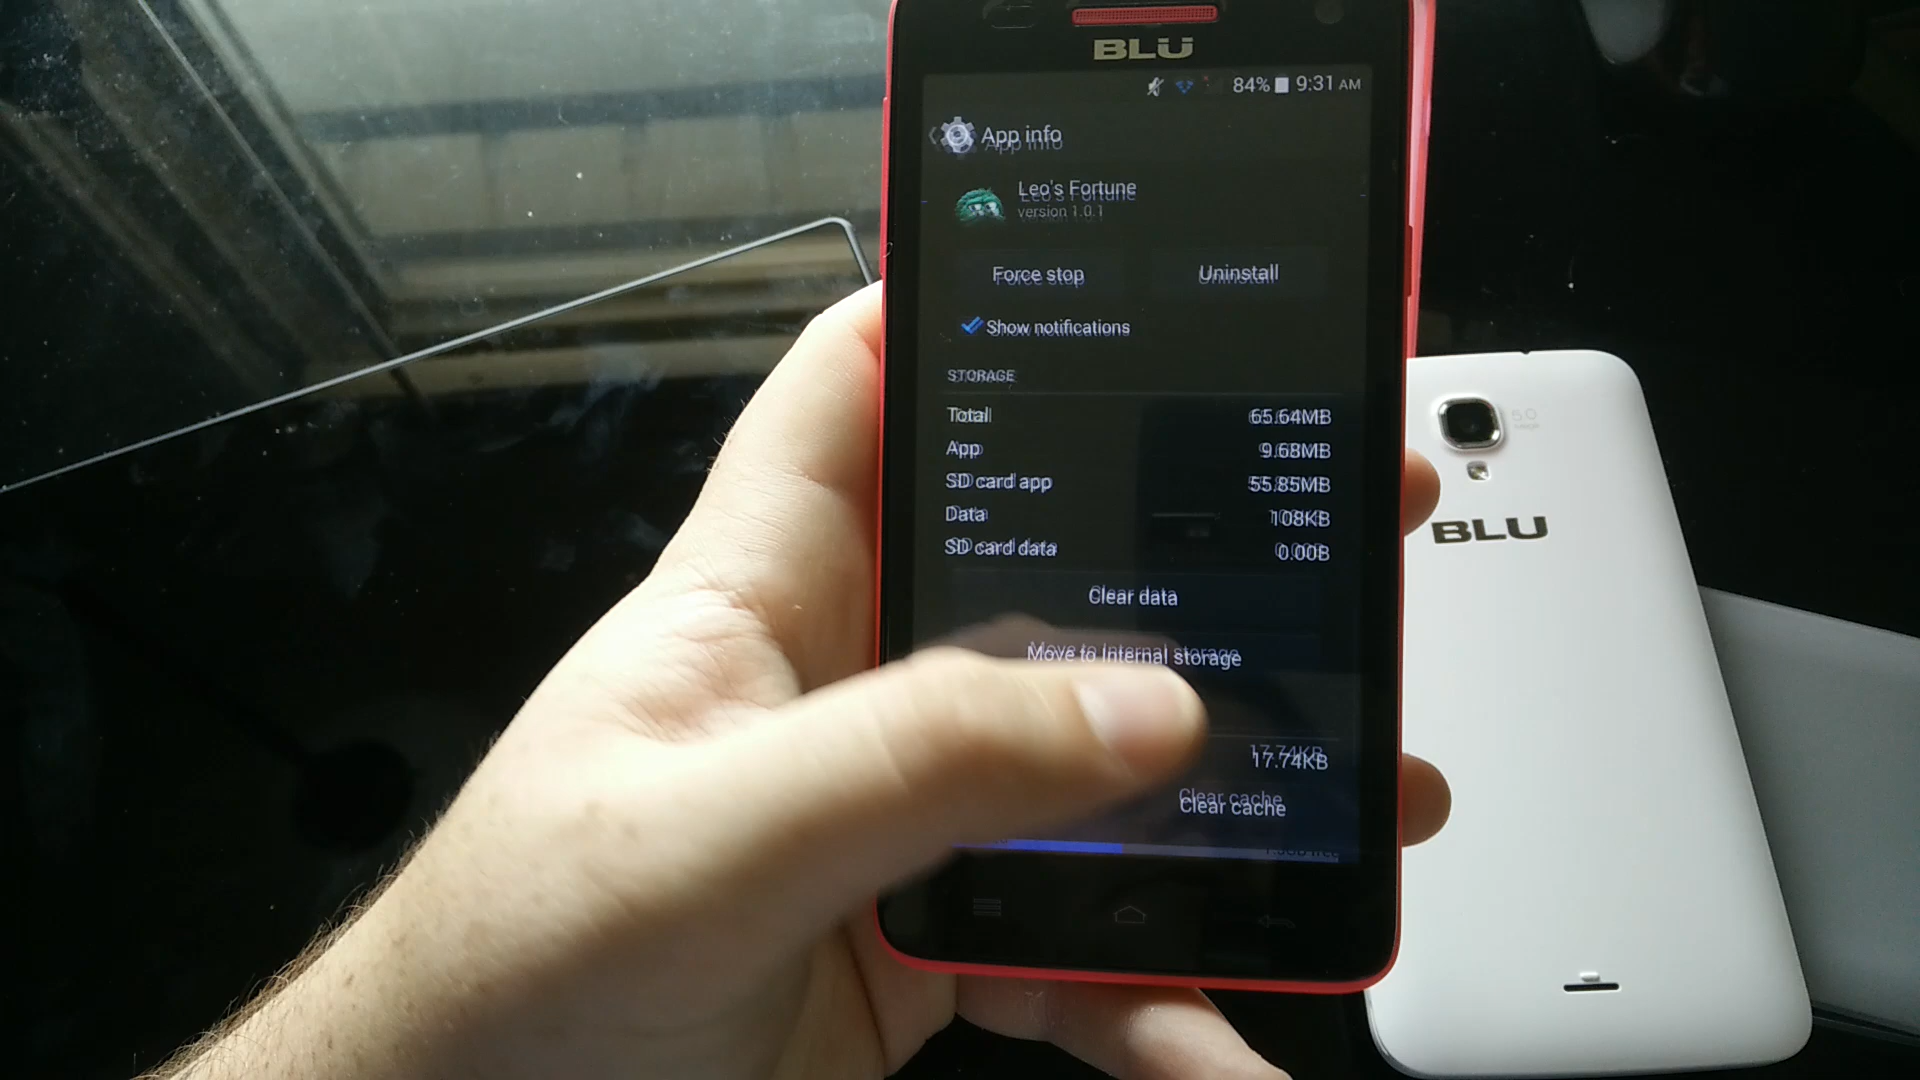 BLU
84% 9:31 AM
App info
Leo's Fortune
version 1.0.1
Force stop Uninstall
Show notifications
STORAGE
Total 65.64MB
App 9.68MB
SD card app 55.85MB
Data 108KB
SD card data 0.00B
Clear data
Move to Internal storage
17.74KB
Clear cache
5.0
BLU